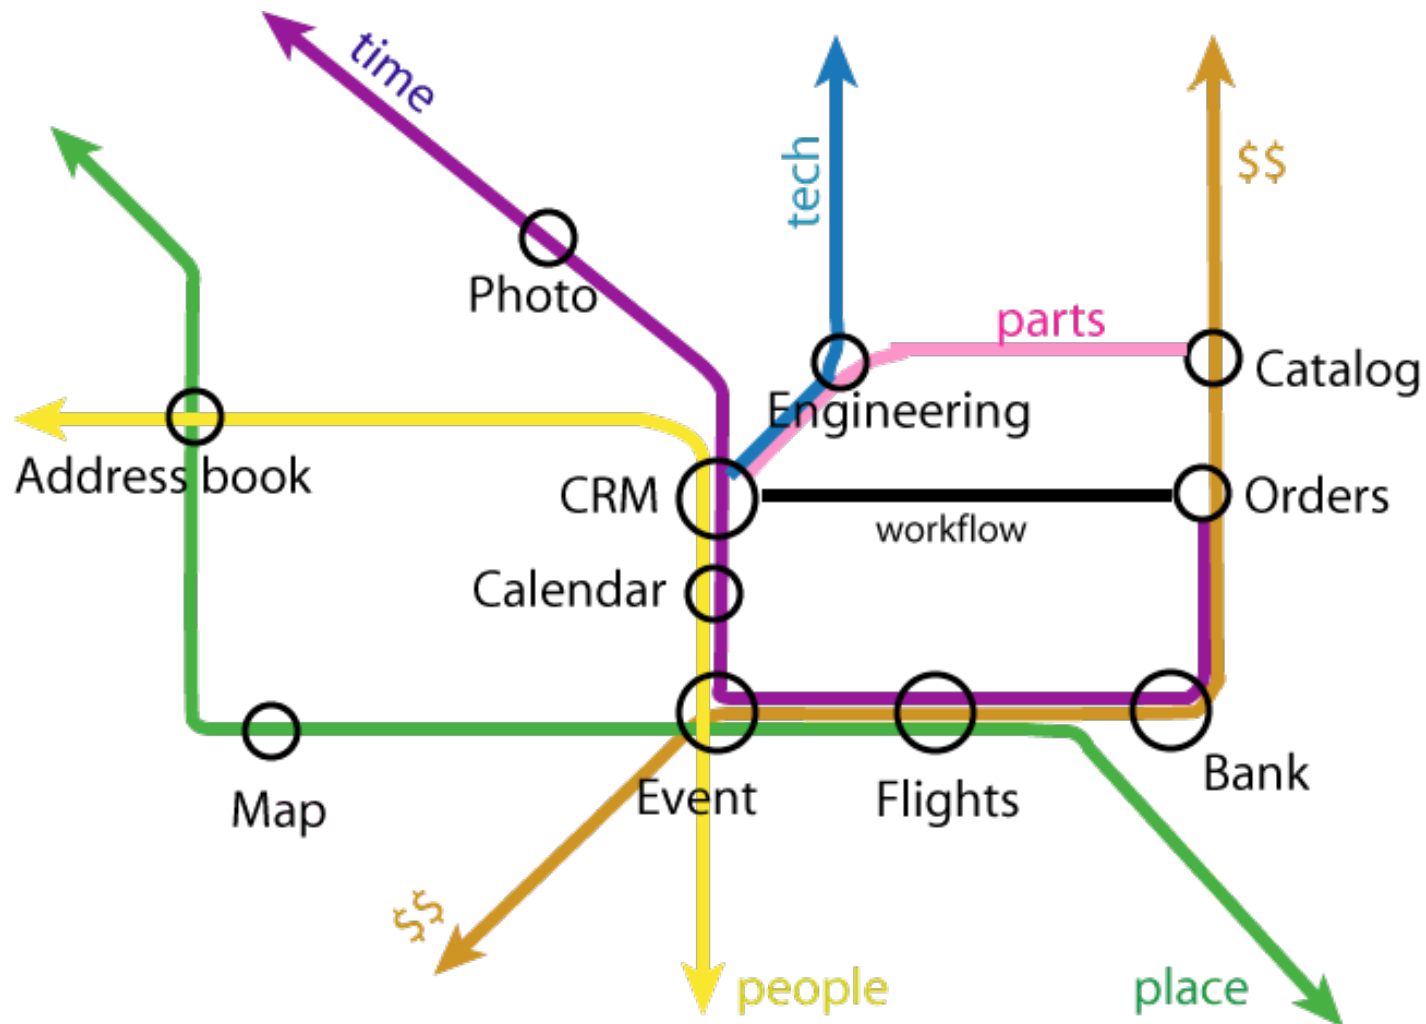 time
tech
$$
Photo
parts
Catalog
Engineering
Address book
CRM
Orders
workflow
Calendar
Event
Flights
Bank
Map
$$
people
place